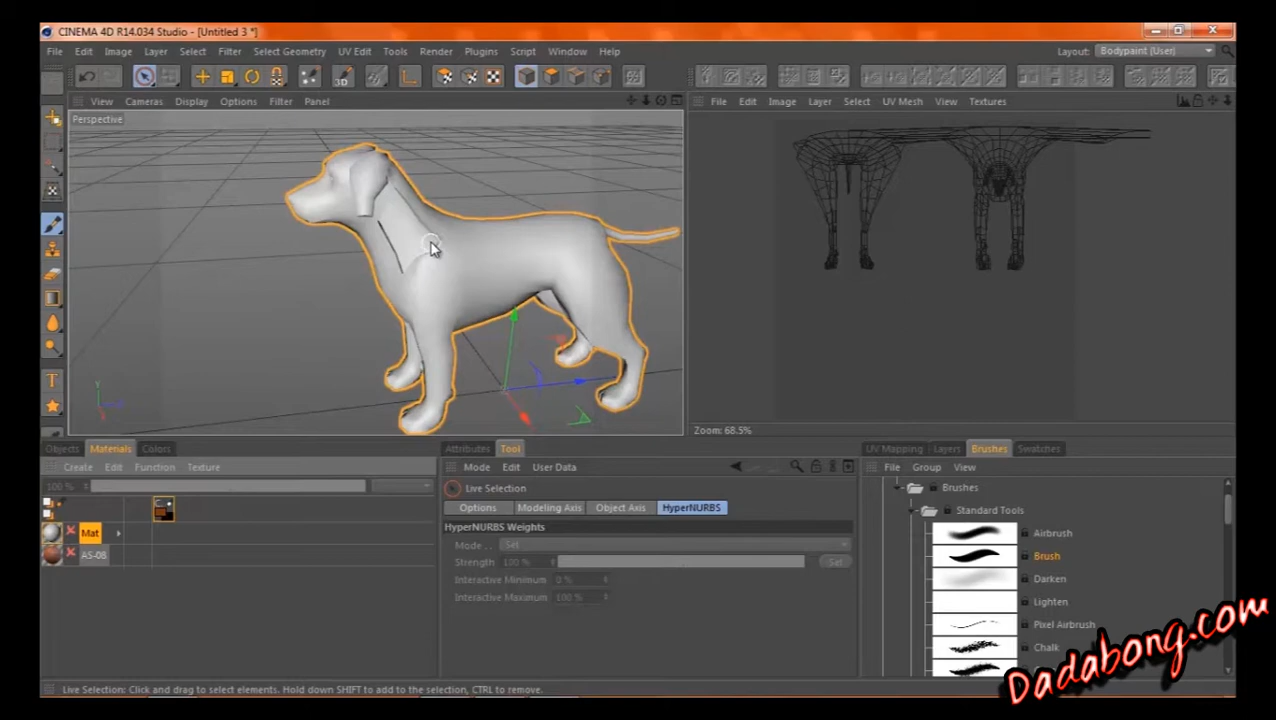 CINEMA 4D R14.034 Studio - [Untitled 3 *]
File Edit Image Layer Select Filter Select Geometry UV Edit Tools Render Plugins Script Window Help
Layout: Bodypaint (User)
View Cameras Display Options Filter Panel
File Edit Image Layer Select UV Mesh View Textures
Perspective
Zoom: 68.5%
Objects Materials Colors
Attributes Tool
UV Mapping Layers Brushes Swatches
Create Edit Function Texture
Mode Edit User Data
File Group View
100 %
Live Selection
Brushes
Options Modeling Axis Object Axis HyperNURBS
Standard Tools
HyperNURBS Weights
Mat
Mode . . Set
Airbrush
AS-08
Strength 100 % Set
Brush
Interactive Minimum 0 %
Darken
Interactive Maximum 100 %
Lighten
Pixel Airbrush
Chalk
Live Selection: Click and drag to select elements. Hold down SHIFT to add to the selection, CTRL to remove.
Dadabong.com